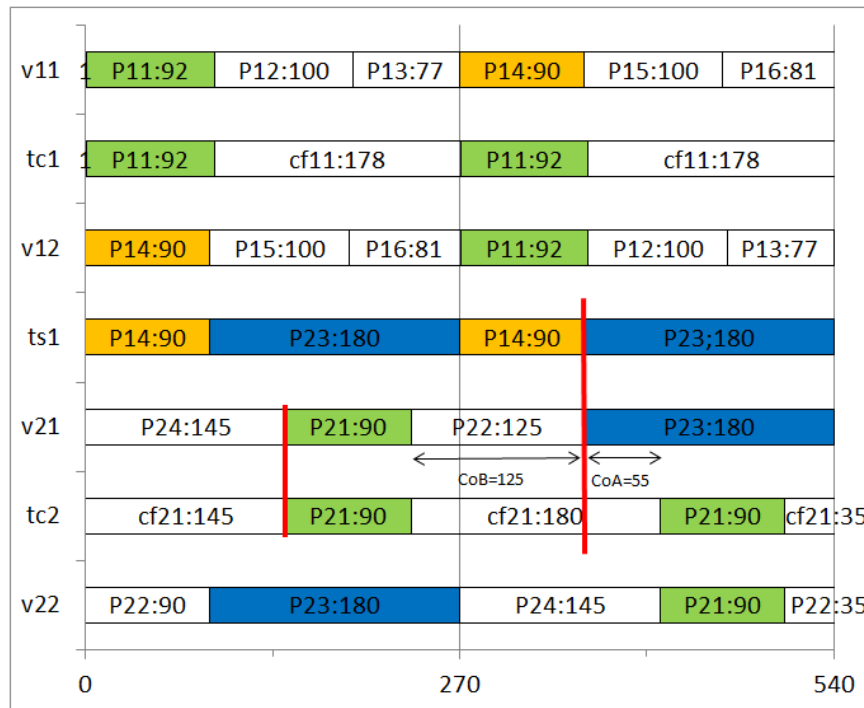 v11 1 P11:92 P12:100 P13:77 P14:90 P15:100 P16:81
tc1 1 P11:92 cf11:178 P11:92 cf11:178
v12 P14:90 P15:100 P16:81 P11:92 P12:100 P13:77
ts1 P14:90 P23:180 P14:90 P23;180
v21 P24:145 P21:90 P22:125 P23:180
CoB=125 CoA=55
tc2 cf21:145 P21:90 cf21:180 P21:90 cf21:35
v22 P22:90 P23:180 P24:145 P21:90 P22:35
0 270 540